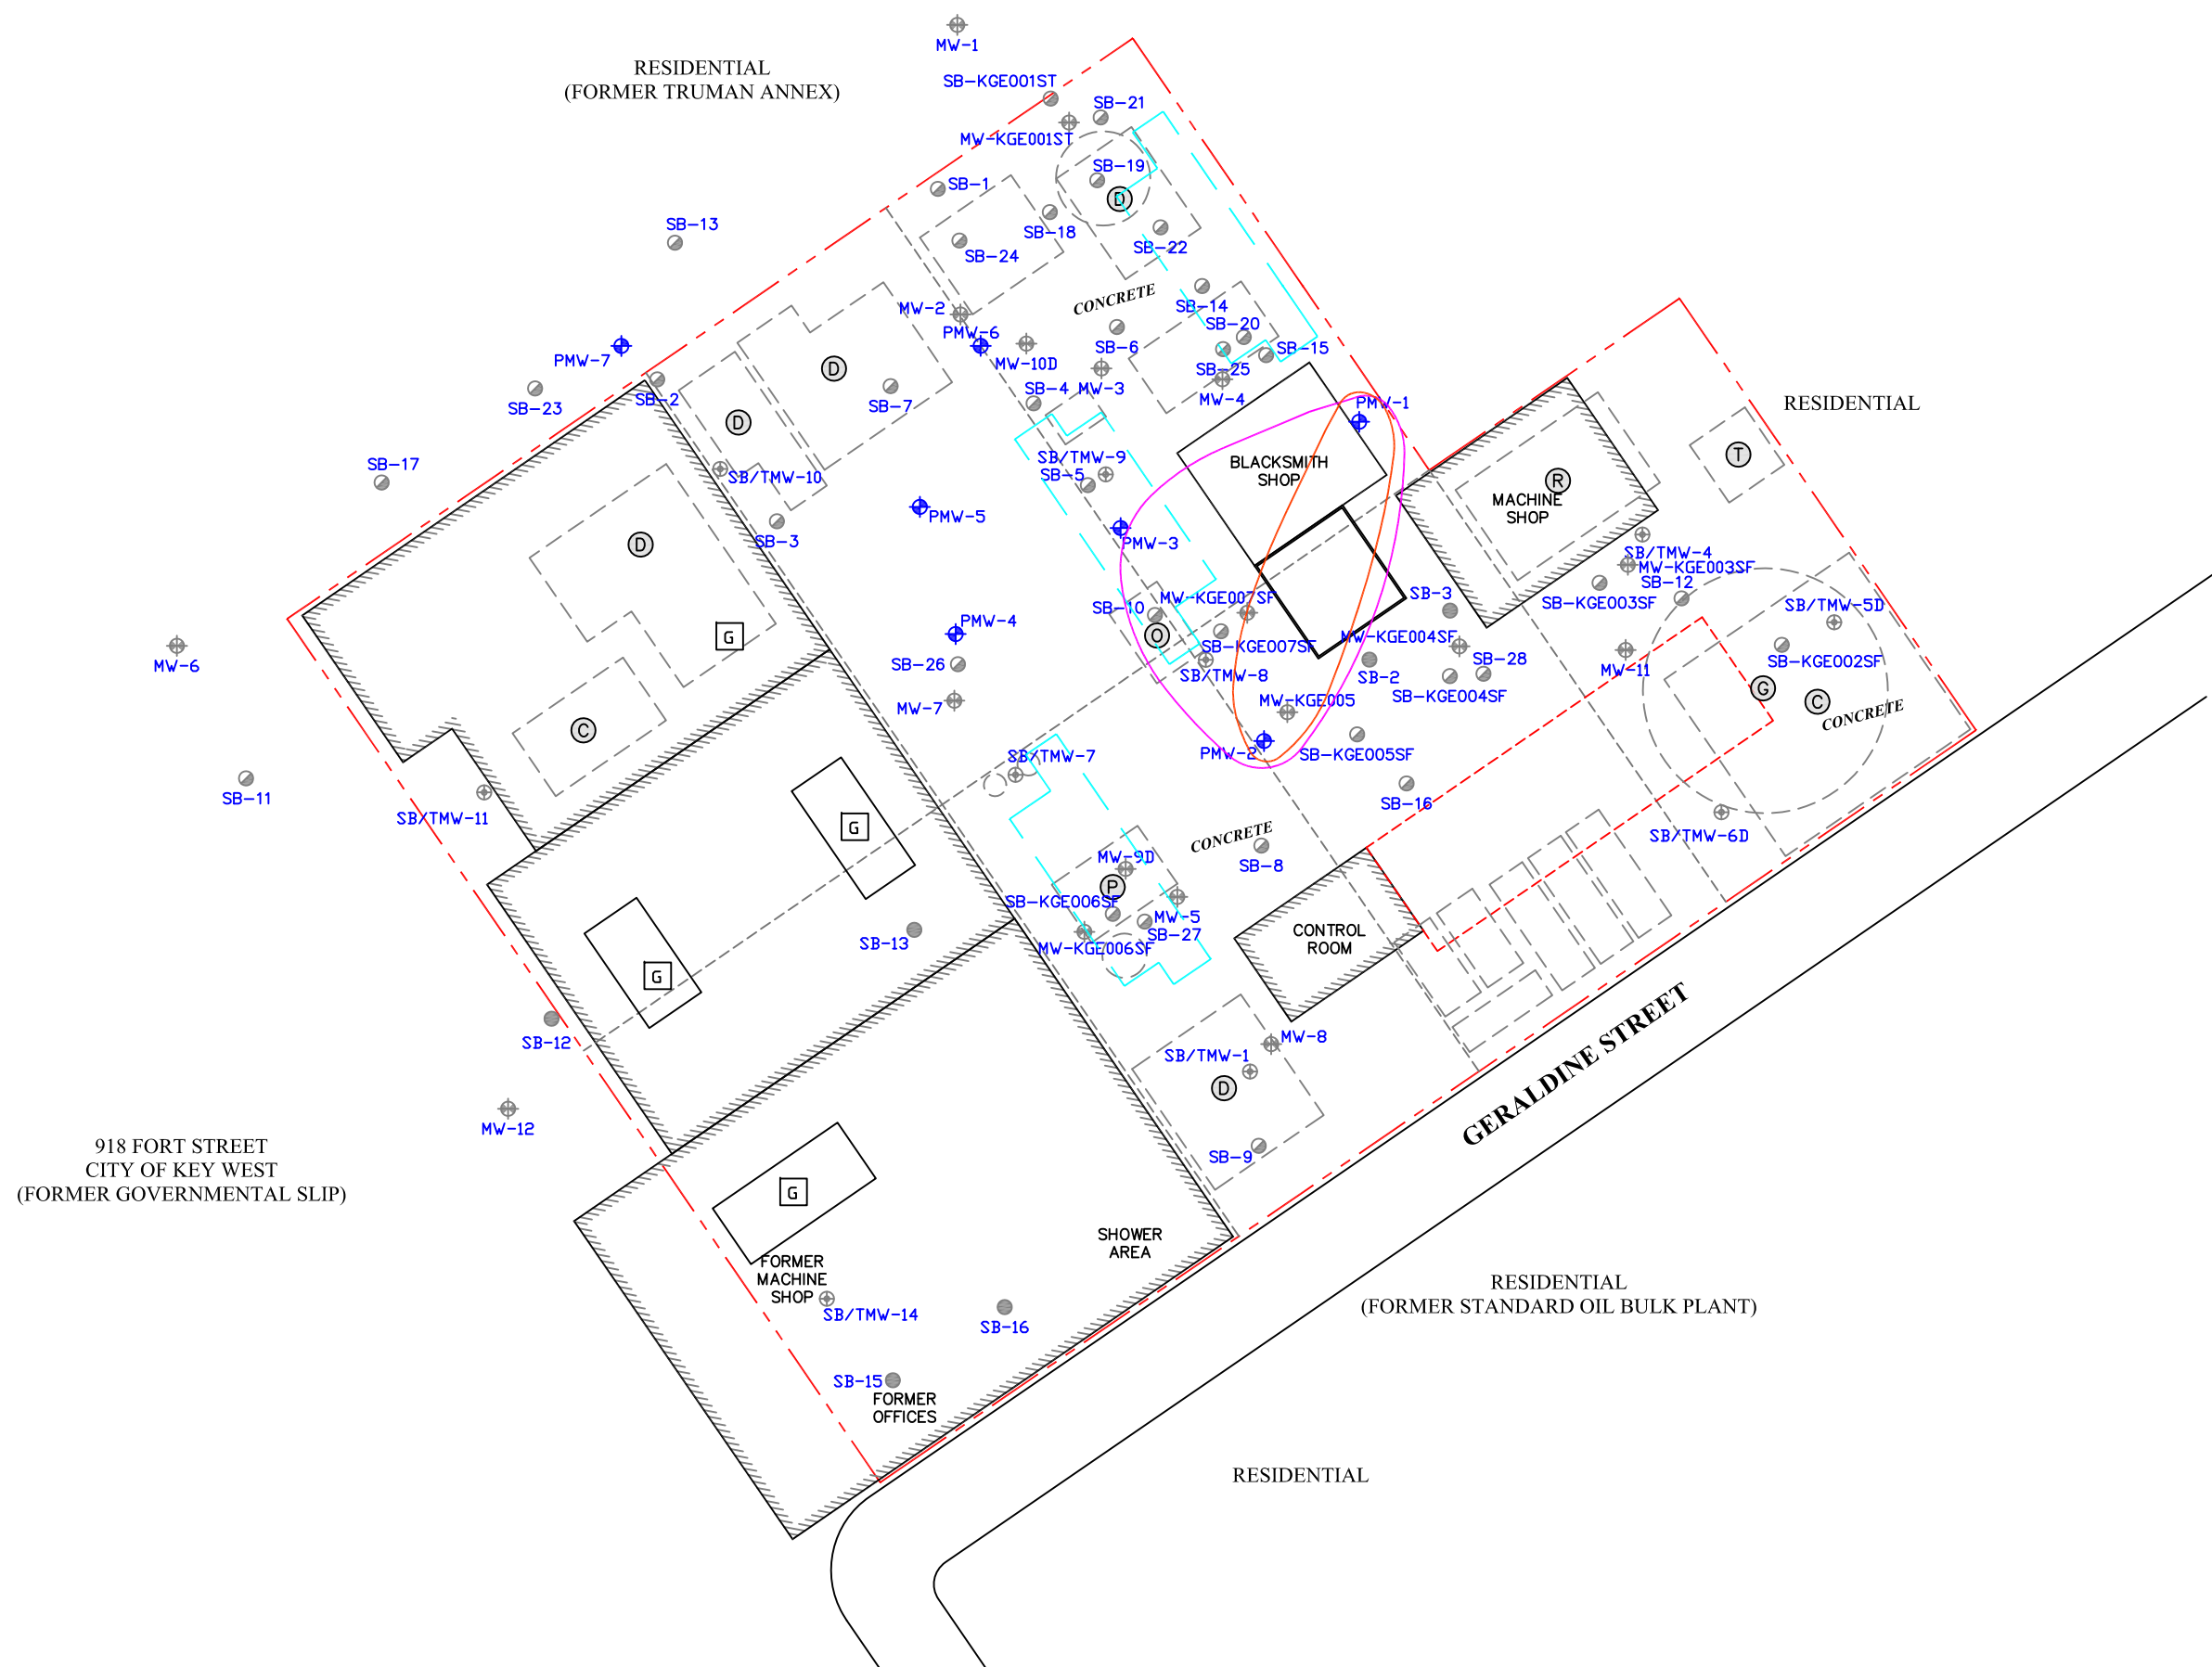 MW-1
RESIDENTIAL
(FORMER TRUMAN ANNEX)
SB-KGE001ST
SB-21
MW-KGE001ST
SB-19
D
SB-1
SB-13
SB-18
SB-22
SB-24
CONCRETE
MW-2
SB-14
PMW-6
SB-20
PMW-7
MW-10D
SB-6
SB-15
D
SB-25
SB-2
SB-4
MW-3
SB-23
SB-7
MW-4
PMW-1
RESIDENTIAL
D
SB/TMW-9
SB-5
BLACKSMITH
SHOP
T
SB-17
SB/TMW-10
R
MACHINE
SHOP
PMW-5
PMW-3
SB-3
D
SB/TMW-4
MW-KGE003SF
SB-12
SB-KGE003SF
SB-10
MW-KGE007SF
SB-3
SB/TMW-5D
PMW-4
O
G
MW-KGE004SF
SB-KGE007SF
MW-6
SB-26
SB/TMW-8
SB-2
SB-28
MW-11
SB-KGE002SF
SB-KGE004SF
G
C
MW-7
MW-KGE005
CONCRETE
C
PMW-2
SB-KGE005SF
SB/TMW-7
SB-11
SB-16
SB/TMW-11
G
CONCRETE
SB/TMW-6D
MW-9D
SB-8
P
SB-KGE006SF
MW-5
SB-27
MW-KGE006SF
SB-13
CONTROL
ROOM
G
SB-12
GERALDINE STREET
MW-8
SB/TMW-1
D
MW-12
918 FORT STREET
CITY OF KEY WEST
(FORMER GOVERNMENTAL SLIP)
SB-9
G
SHOWER
AREA
FORMER
MACHINE
SHOP
RESIDENTIAL
(FORMER STANDARD OIL BULK PLANT)
SB/TMW-14
SB-16
SB-15
FORMER
OFFICES
RESIDENTIAL